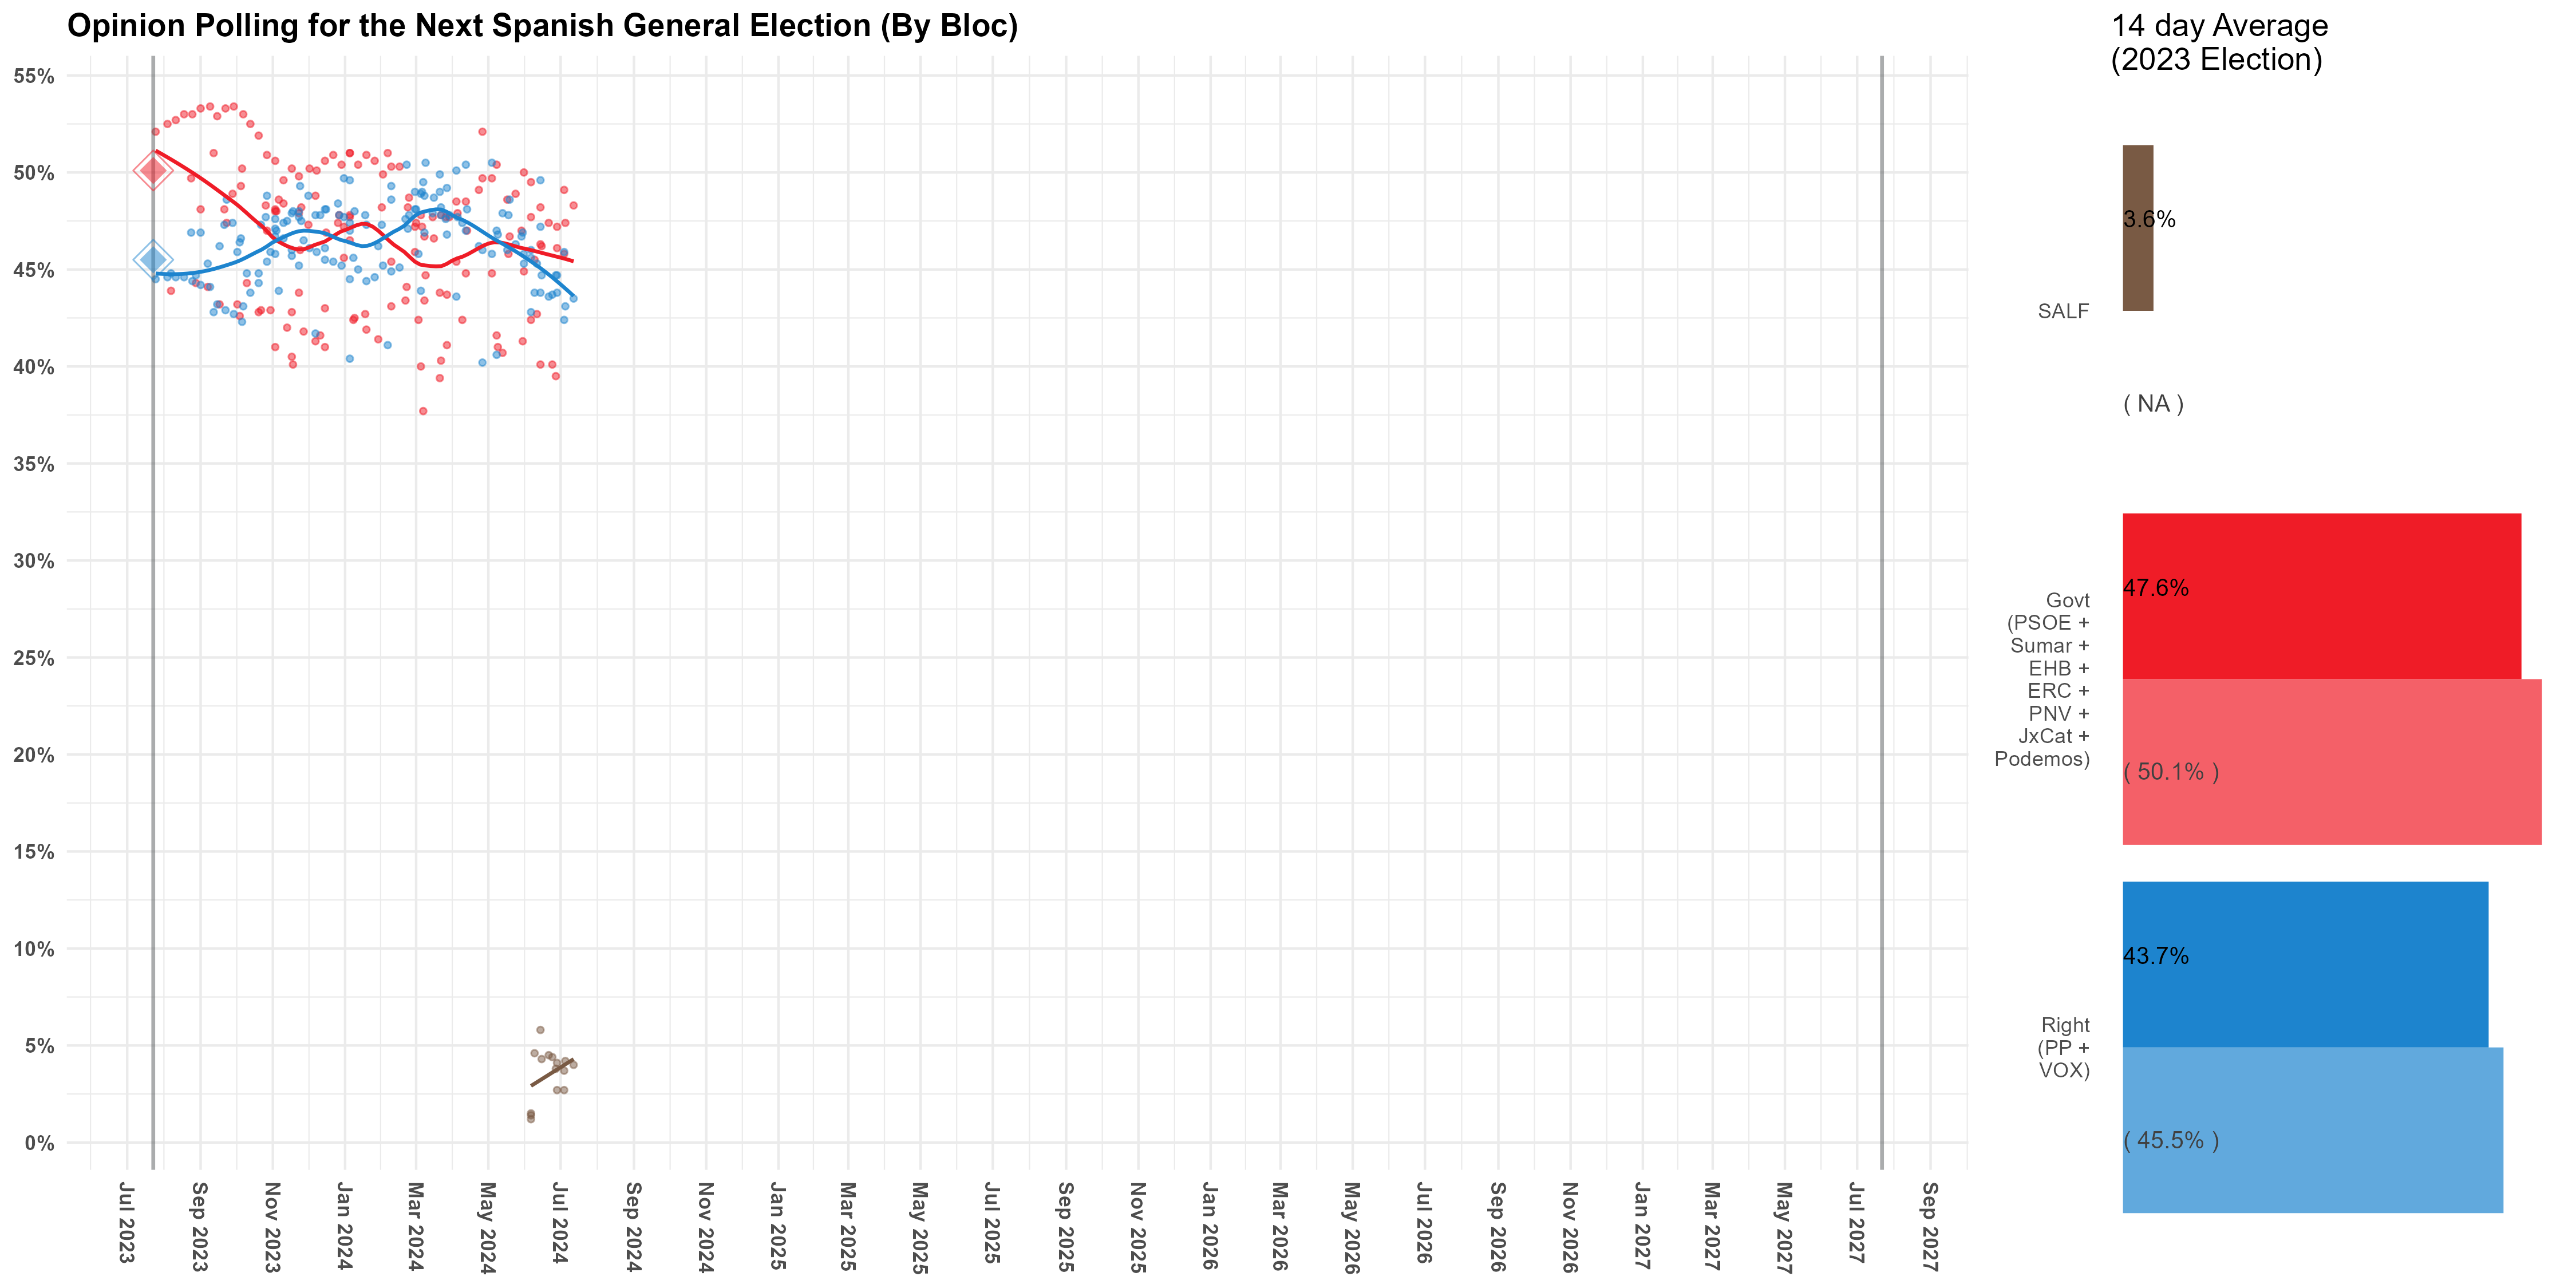 Opinion Polling for the Next Spanish General Election (By Bloc)
14 day Average
(2023 Election)
55%
50%
45%
40%
35%
30%
25%
20%
15%
10%
5%
0%
Jul 2023
Sep 2023
Nov 2023
Jan 2024
Mar 2024
May 2024
Jul 2024
Sep 2024
Nov 2024
Jan 2025
Mar 2025
May 2025
Jul 2025
Sep 2025
Nov 2025
Jan 2026
Mar 2026
May 2026
Jul 2026
Sep 2026
Nov 2026
Jan 2027
Mar 2027
May 2027
Jul 2027
Sep 2027
SALF
3.6%
( NA )
Govt
(PSOE +
Sumar +
EHB +
ERC +
PNV +
JxCat +
Podemos)
47.6%
( 50.1% )
Right
(PP +
VOX)
43.7%
( 45.5% )